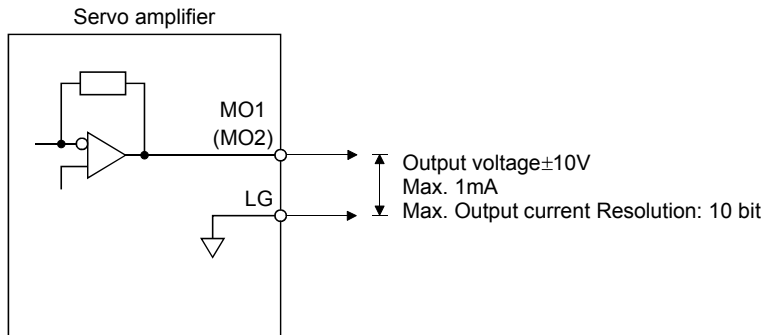 Servo amplifier
MO1
(MO2)
LG
Output voltage±10V
Max. 1mA
Max. Output current Resolution: 10 bit